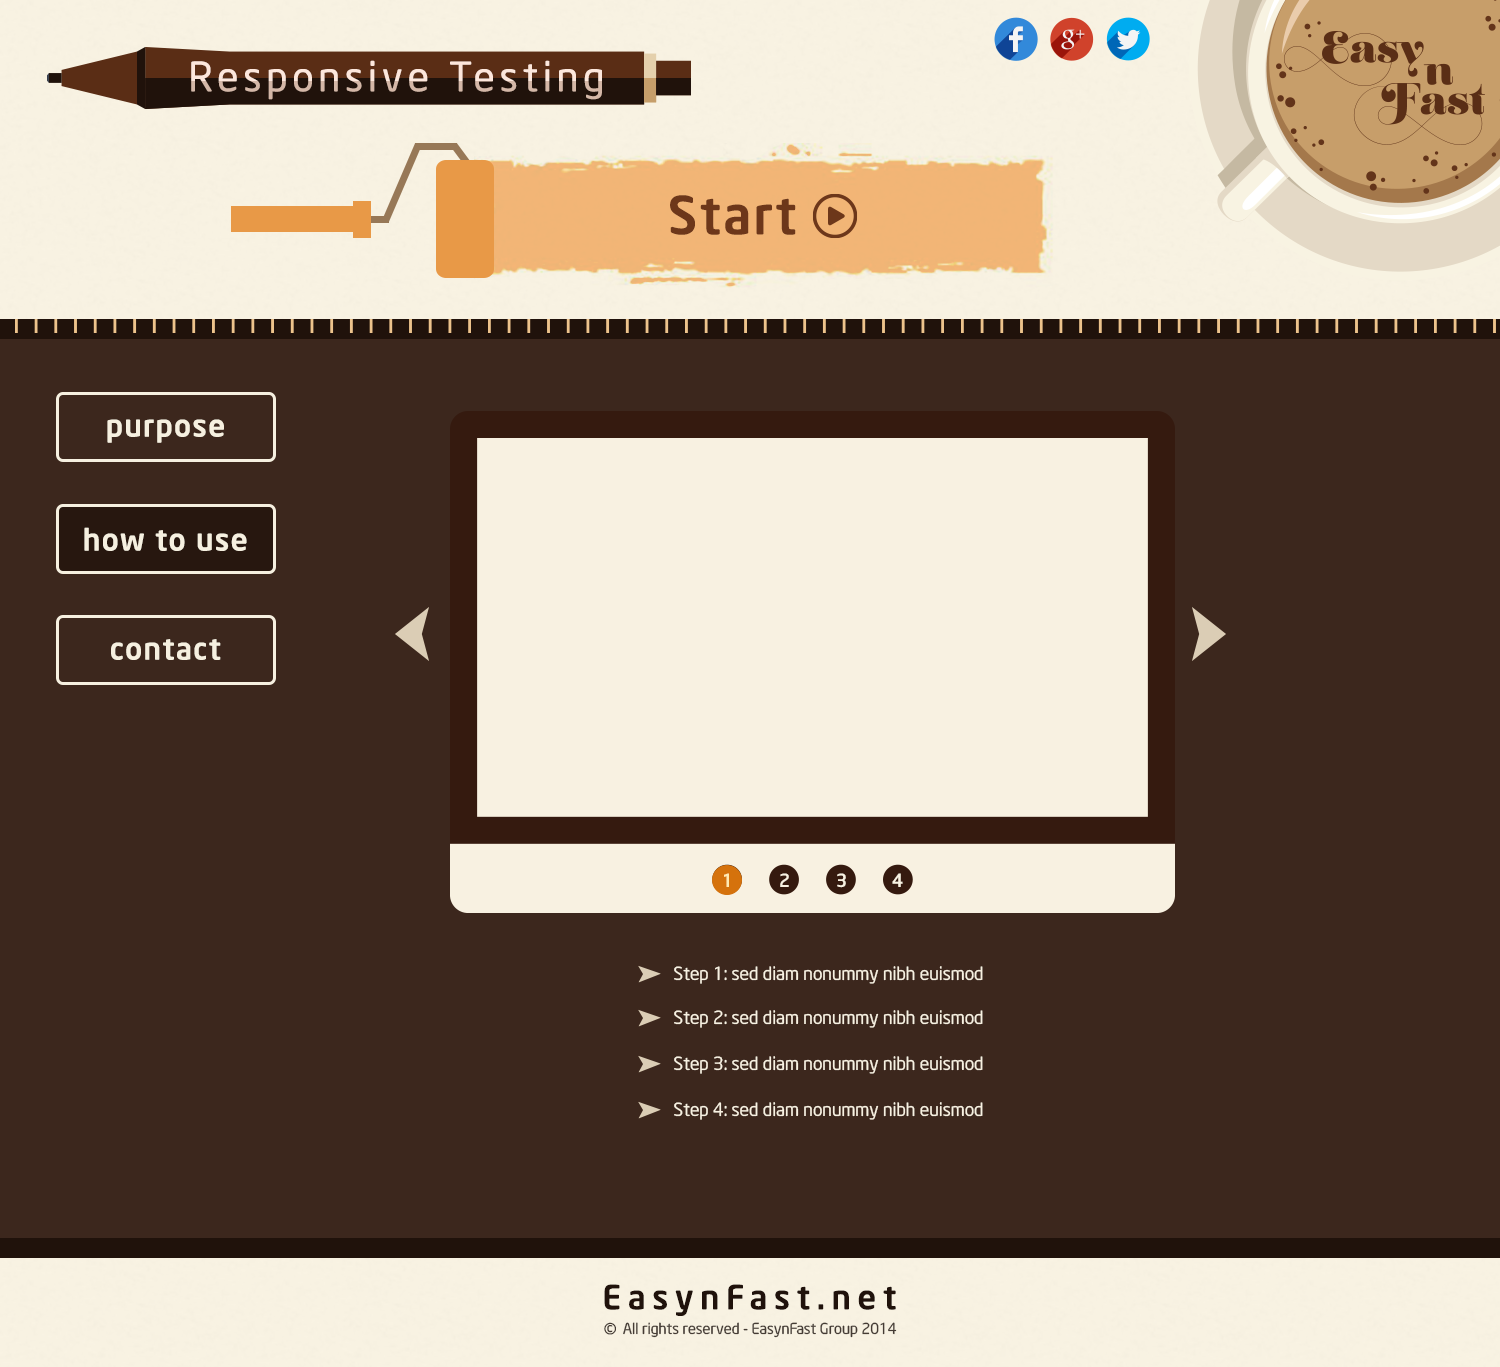 Responsive Testing
f
g+
Easy
'n
Fast
Start
purpose
how to use
contact
1 2 3 4
Step 1: sed diam nonummy nibh euismod
Step 2: sed diam nonummy nibh euismod
Step 3: sed diam nonummy nibh euismod
Step 4: sed diam nonummy nibh euismod
EasynFast.net
© All rights reserved - EasynFast Group 2014